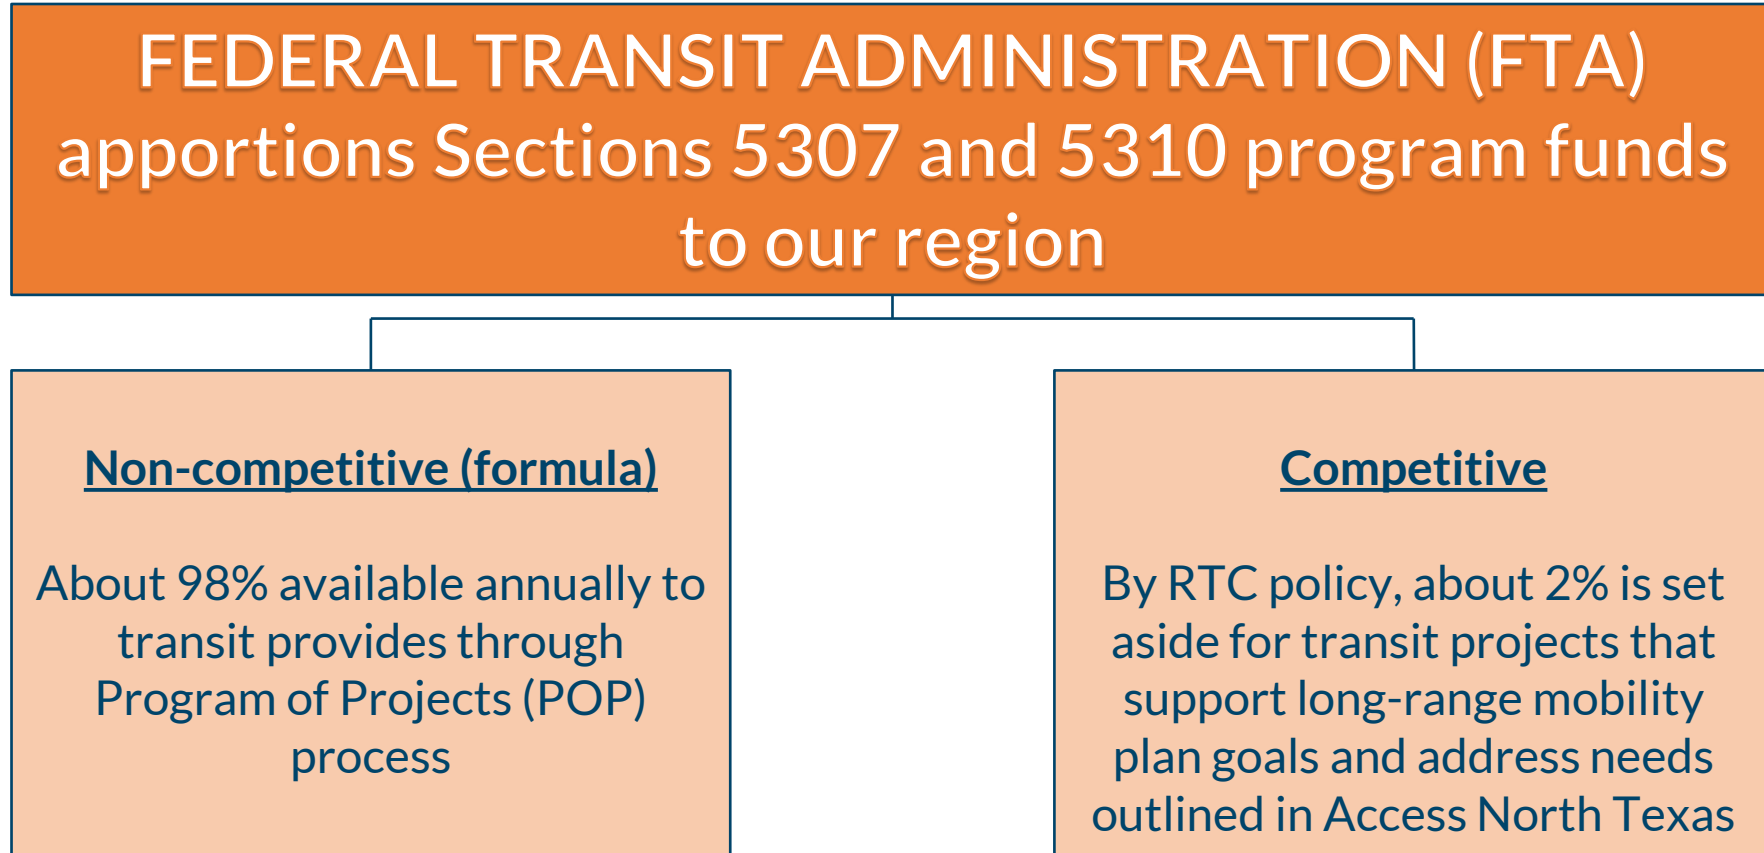 FEDERAL TRANSIT ADMINISTRATION (FTA)
apportions Sections 5307 and 5310 program funds
to our region
Non-competitive (formula)
About 98% available annually to
transit provides through
Program of Projects (POP)
process
Competitive
By RTC policy, about 2% is set
aside for transit projects that
support long-range mobility
plan goals and address needs
outlined in Access North Texas